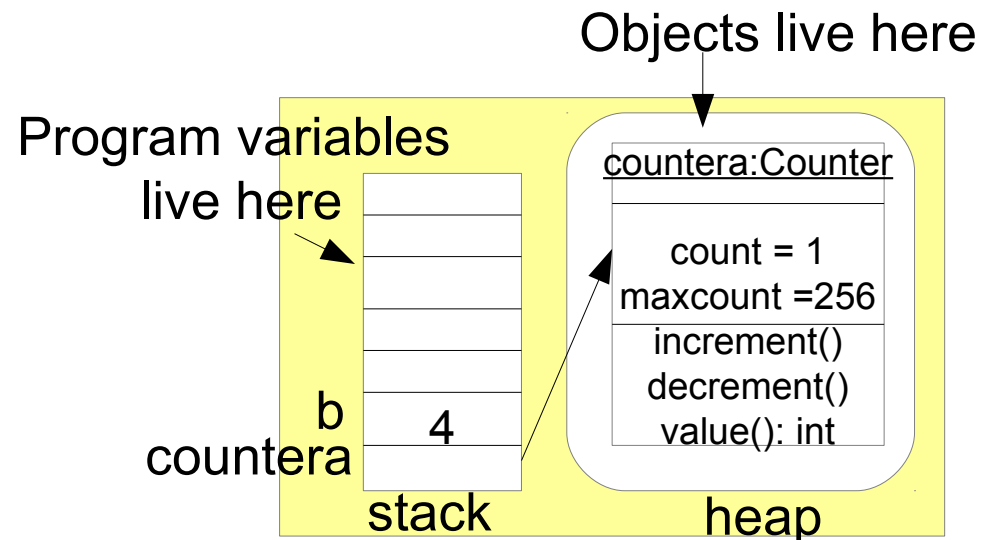 Objects live here
Program variables
live here
countera:Counter
count = 1
maxcount =256
increment()
decrement()
value(): int
b
4
countera
stack
heap